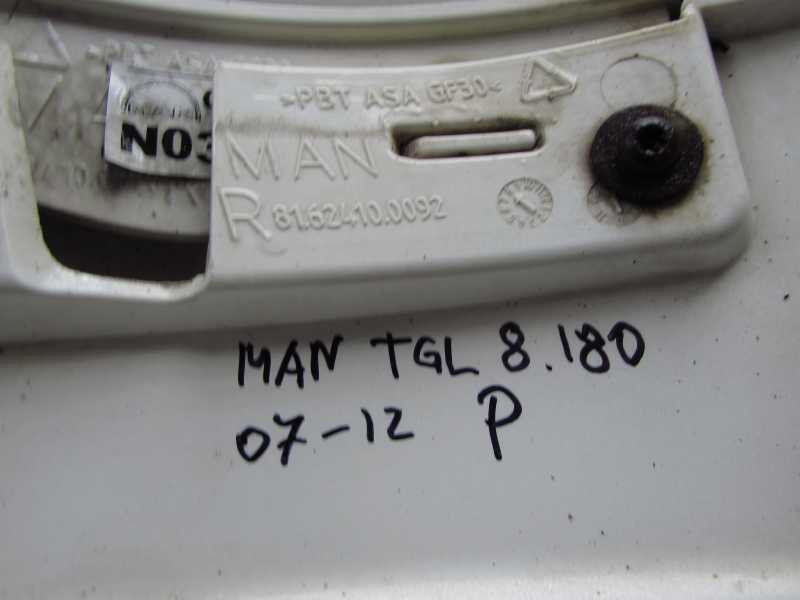 >PBT ASA GF30<
N03
MAN
R 81.62410.0092
MAN TGL 8.180
07-12 P